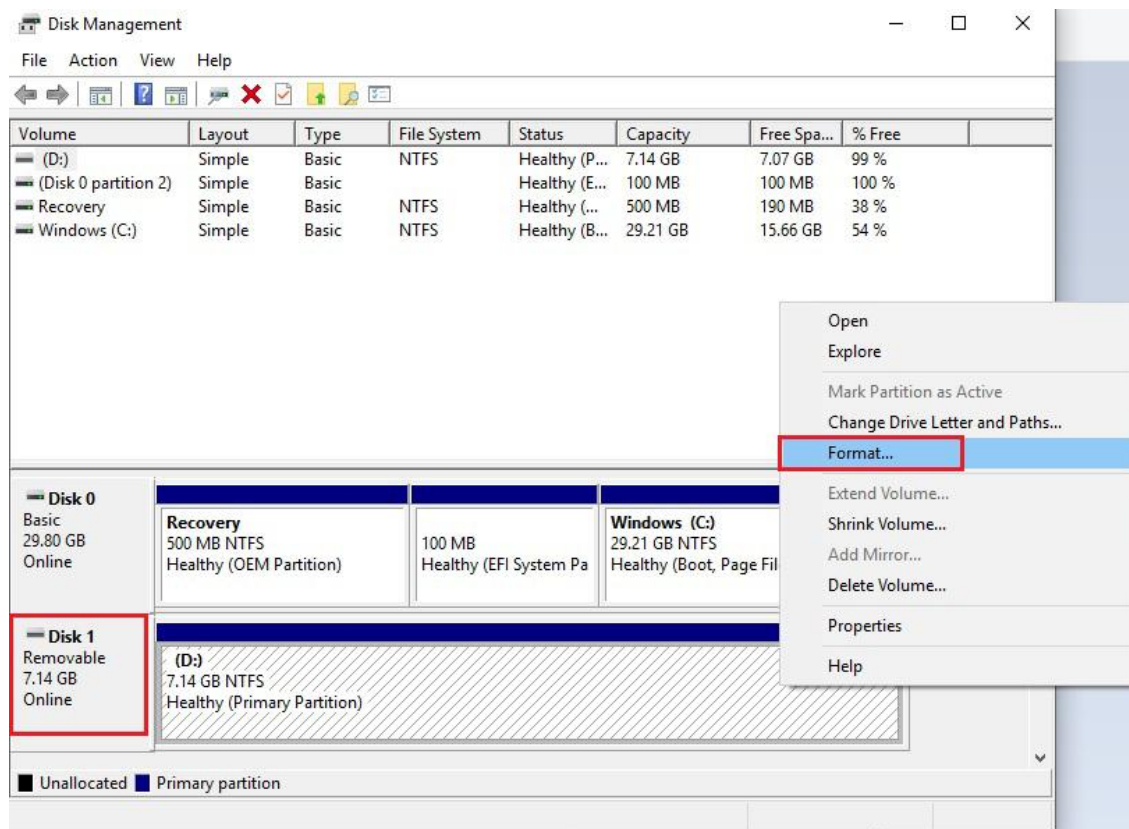 Disk Management
File Action View Help
Volume Layout Type File System Status Capacity Free Spa... % Free
(D:) Simple Basic NTFS Healthy (P... 7.14 GB 7.07 GB 99 %
(Disk 0 partition 2) Simple Basic Healthy (E... 100 MB 100 MB 100 %
Recovery Simple Basic NTFS Healthy (... 500 MB 190 MB 38 %
Windows (C:) Simple Basic NTFS Healthy (B... 29.21 GB 15.66 GB 54 %
Open
Explore
Mark Partition as Active
Change Drive Letter and Paths...
Format...
Extend Volume...
Shrink Volume...
Add Mirror...
Delete Volume...
Properties
Help
Disk 0
Basic
29.80 GB
Online
Recovery
500 MB NTFS
Healthy (OEM Partition)
100 MB
Healthy (EFI System Pa
Windows (C:)
29.21 GB NTFS
Healthy (Boot, Page Fil
Disk 1
Removable
7.14 GB
Online
(D:)
7.14 GB NTFS
Healthy (Primary Partition)
Unallocated Primary partition